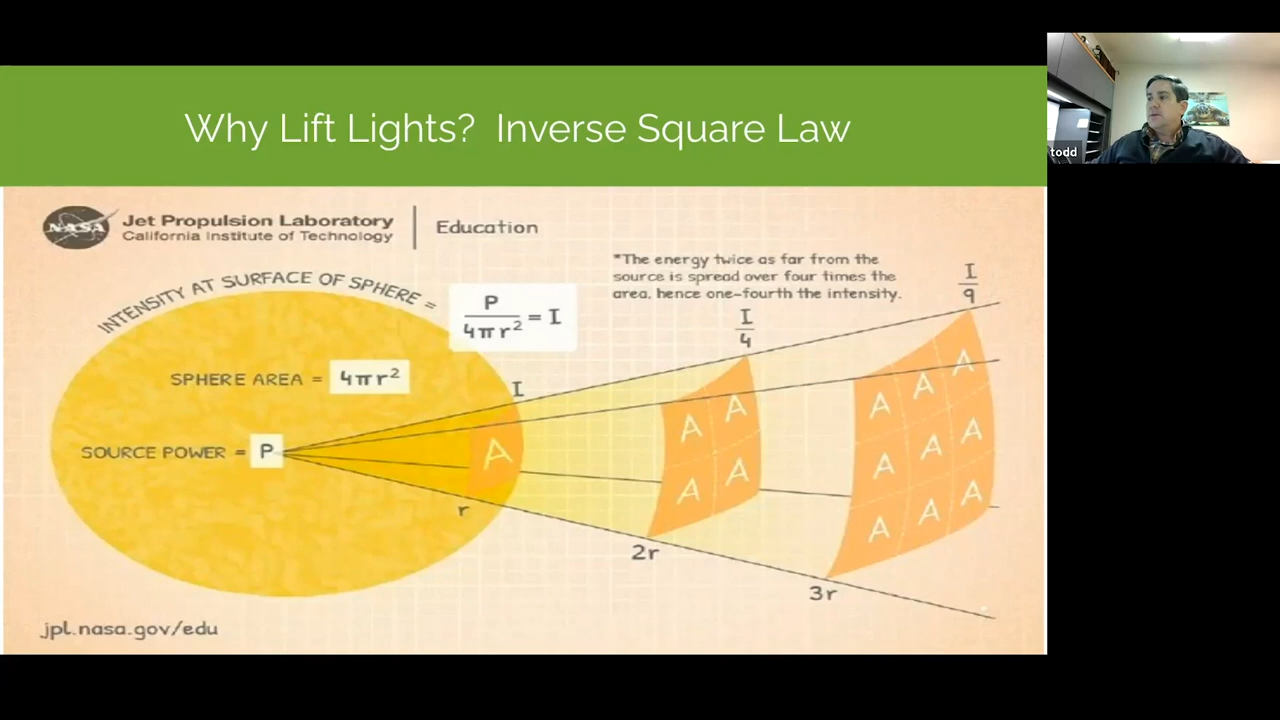 Why Lift Lights? Inverse Square Law
todd
NASA
Jet Propulsion Laboratory
California Institute of Technology
Education
*The energy twice as far from the
source is spread over four times the
area, hence one-fourth the intensity.
INTENSITY AT SURFACE OF SPHERE =
P
4πr² = I
I
4
I
9
SPHERE AREA = 4πr²
I
SOURCE POWER = P
A
A A
A A
A A A
A A A
A A A
r
2r
3r
jpl.nasa.gov/edu